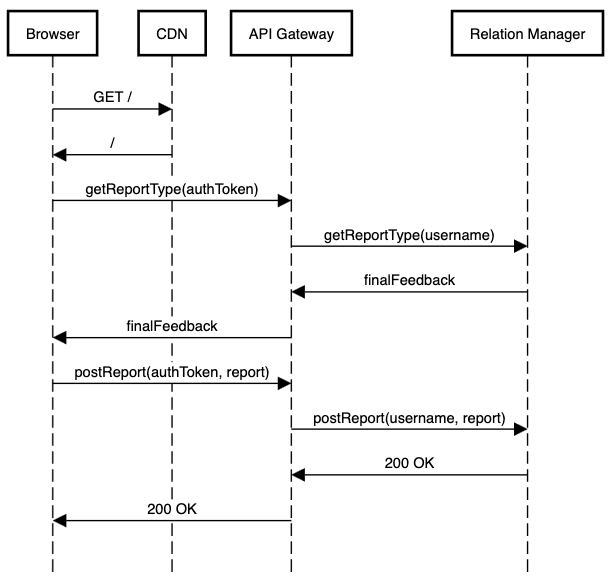 Browser
CDN
API Gateway
Relation Manager
GET /
/
getReportType(authToken)
getReportType(username)
finalFeedback
finalFeedback
postReport(authToken, report)
postReport(username, report)
200 OK
200 OK